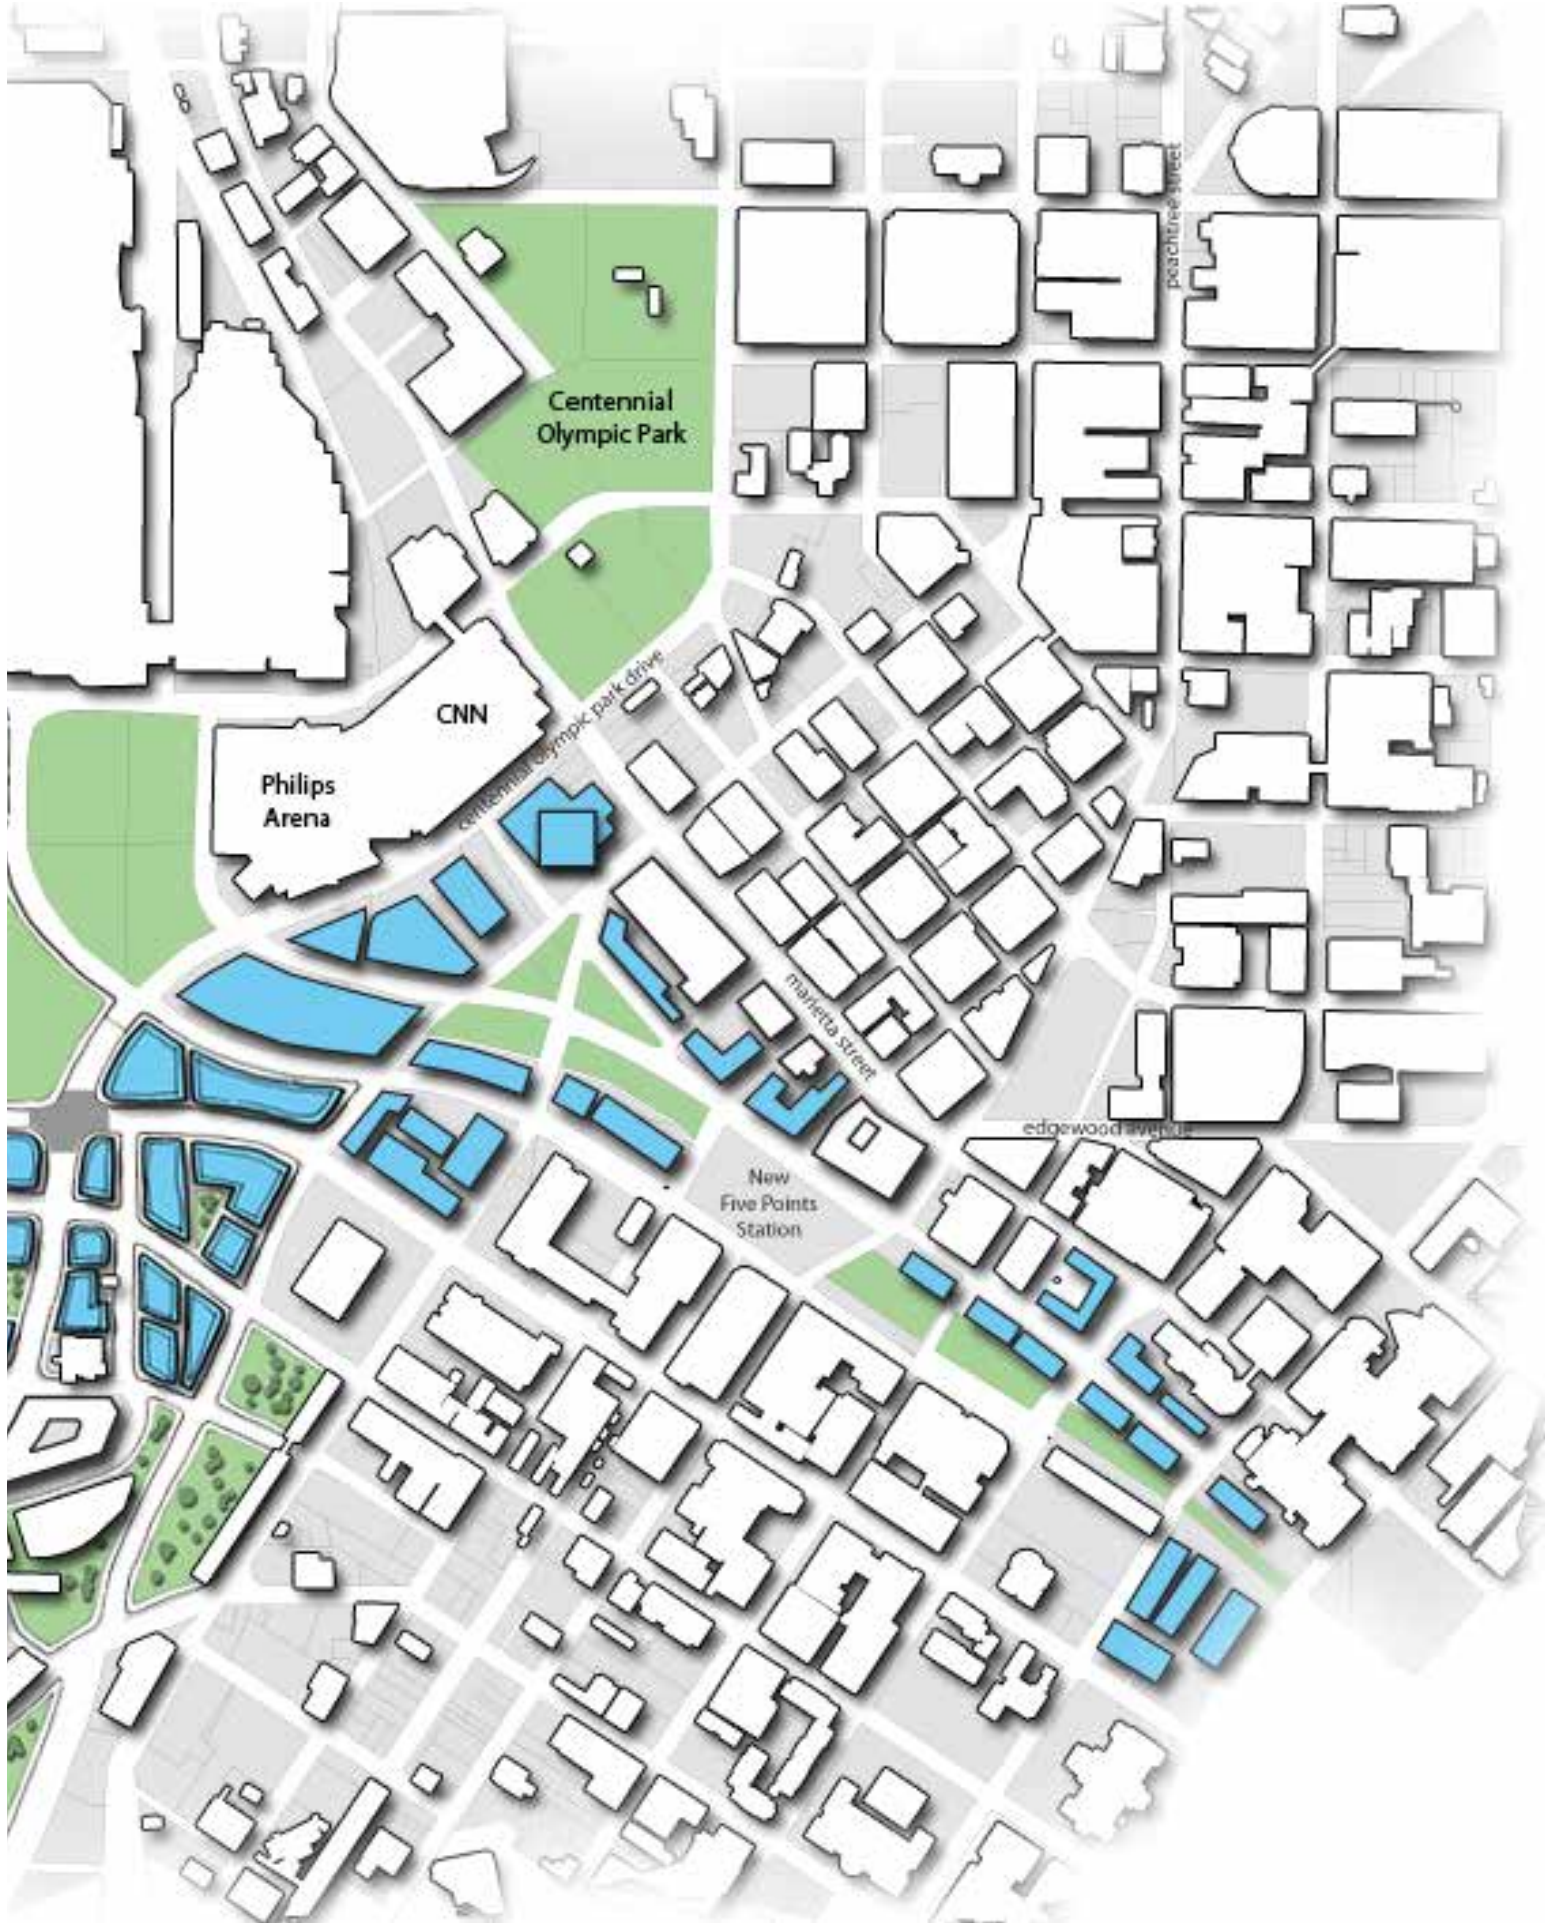 peachtree street
Centennial
Olympic Park
centennial olympic park drive
CNN
Philips
Arena
marietta street
edgewood avenue
New
Five Points
Station